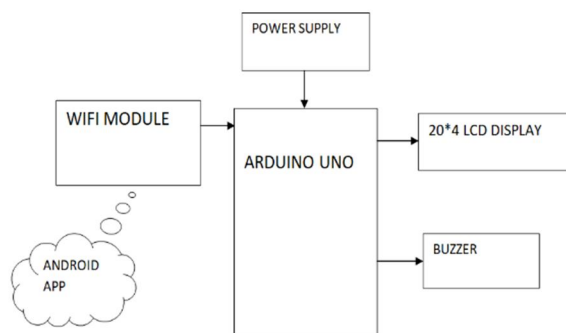 POWER SUPPLY
WIFI MODULE
ARDUINO UNO
20*4 LCD DISPLAY
BUZZER
ANDROID
APP